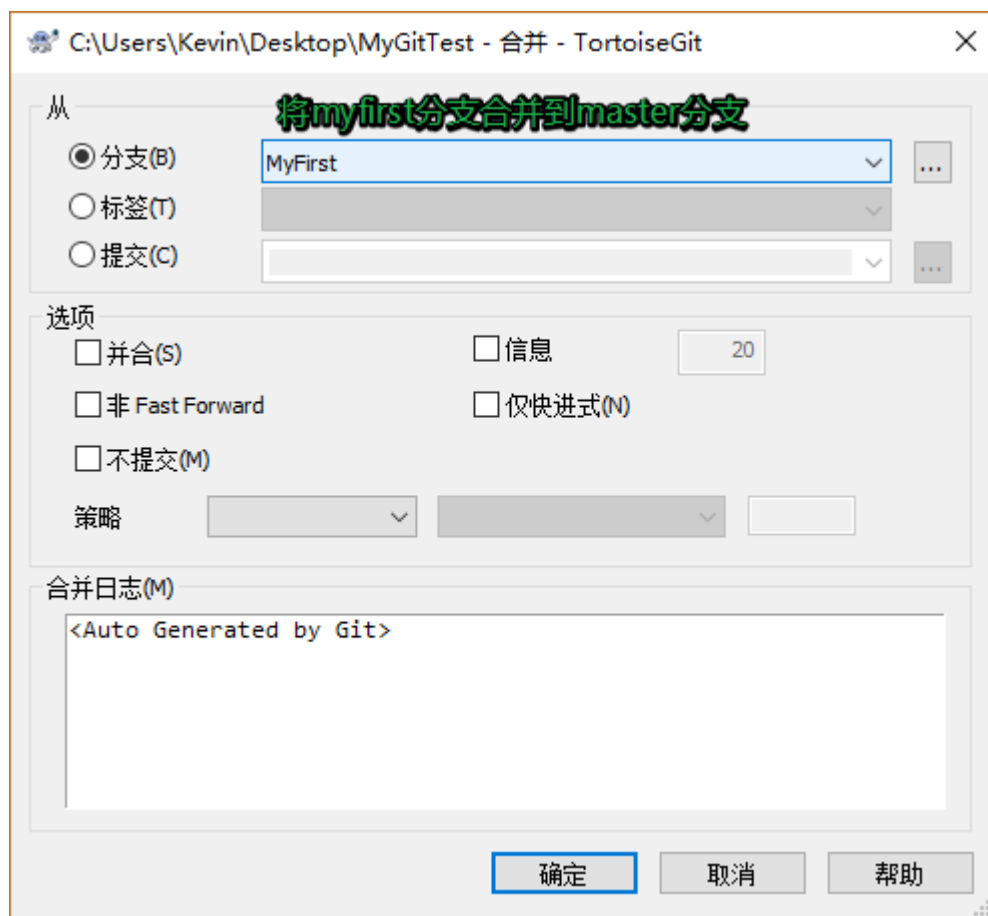 C:\Users\Kevin\Desktop\MyGitTest - 合并 - TortoiseGit
从
将myfirst分支合并到master分支
分支(B)
MyFirst
...
标签(T)
提交(C)
...
选项
并合(S)
信息
20
非 Fast Forward
仅快进式(N)
不提交(M)
策略
合并日志(M)
<Auto Generated by Git>
确定
取消
帮助